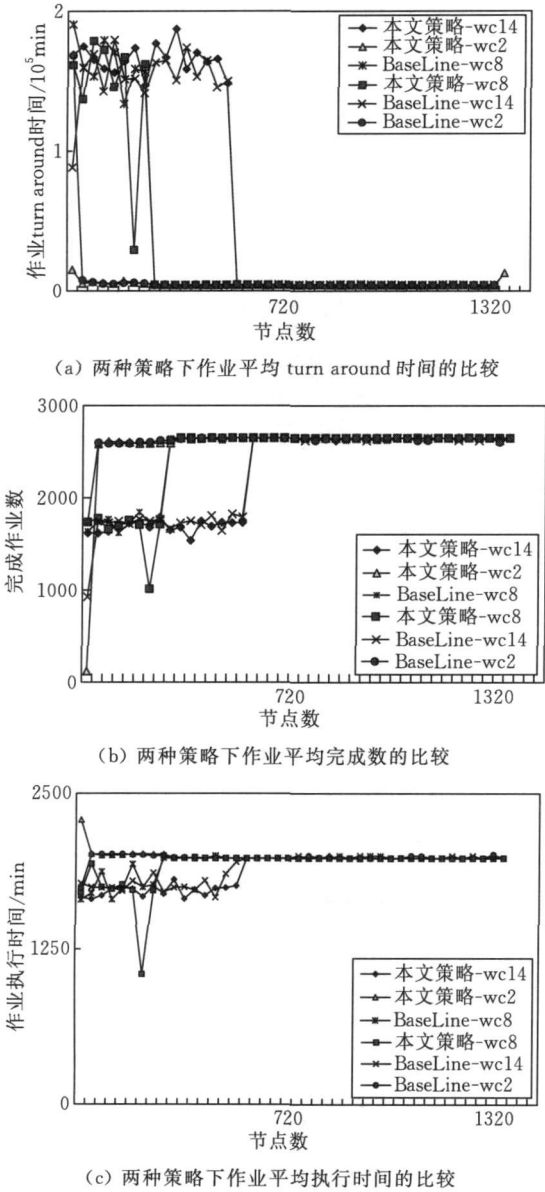 2
本文策略-wc14
本文策略-wc2
BaseLine-wc8
本文策略-wc8
BaseLine-wc14
BaseLine-wc2
1
0
作业turn around时间/10⁵min
720
1320
节点数
(a) 两种策略下作业平均 turn around 时间的比较
3000
2000
1000
0
完成作业数
本文策略-wc14
本文策略-wc2
BaseLine-wc8
本文策略-wc8
BaseLine-wc14
BaseLine-wc2
720
1320
节点数
(b) 两种策略下作业平均完成数的比较
2500
1250
0
作业执行时间/min
本文策略-wc14
本文策略-wc2
BaseLine-wc8
本文策略-wc8
BaseLine-wc14
BaseLine-wc2
720
1320
节点数
(c) 两种策略下作业平均执行时间的比较